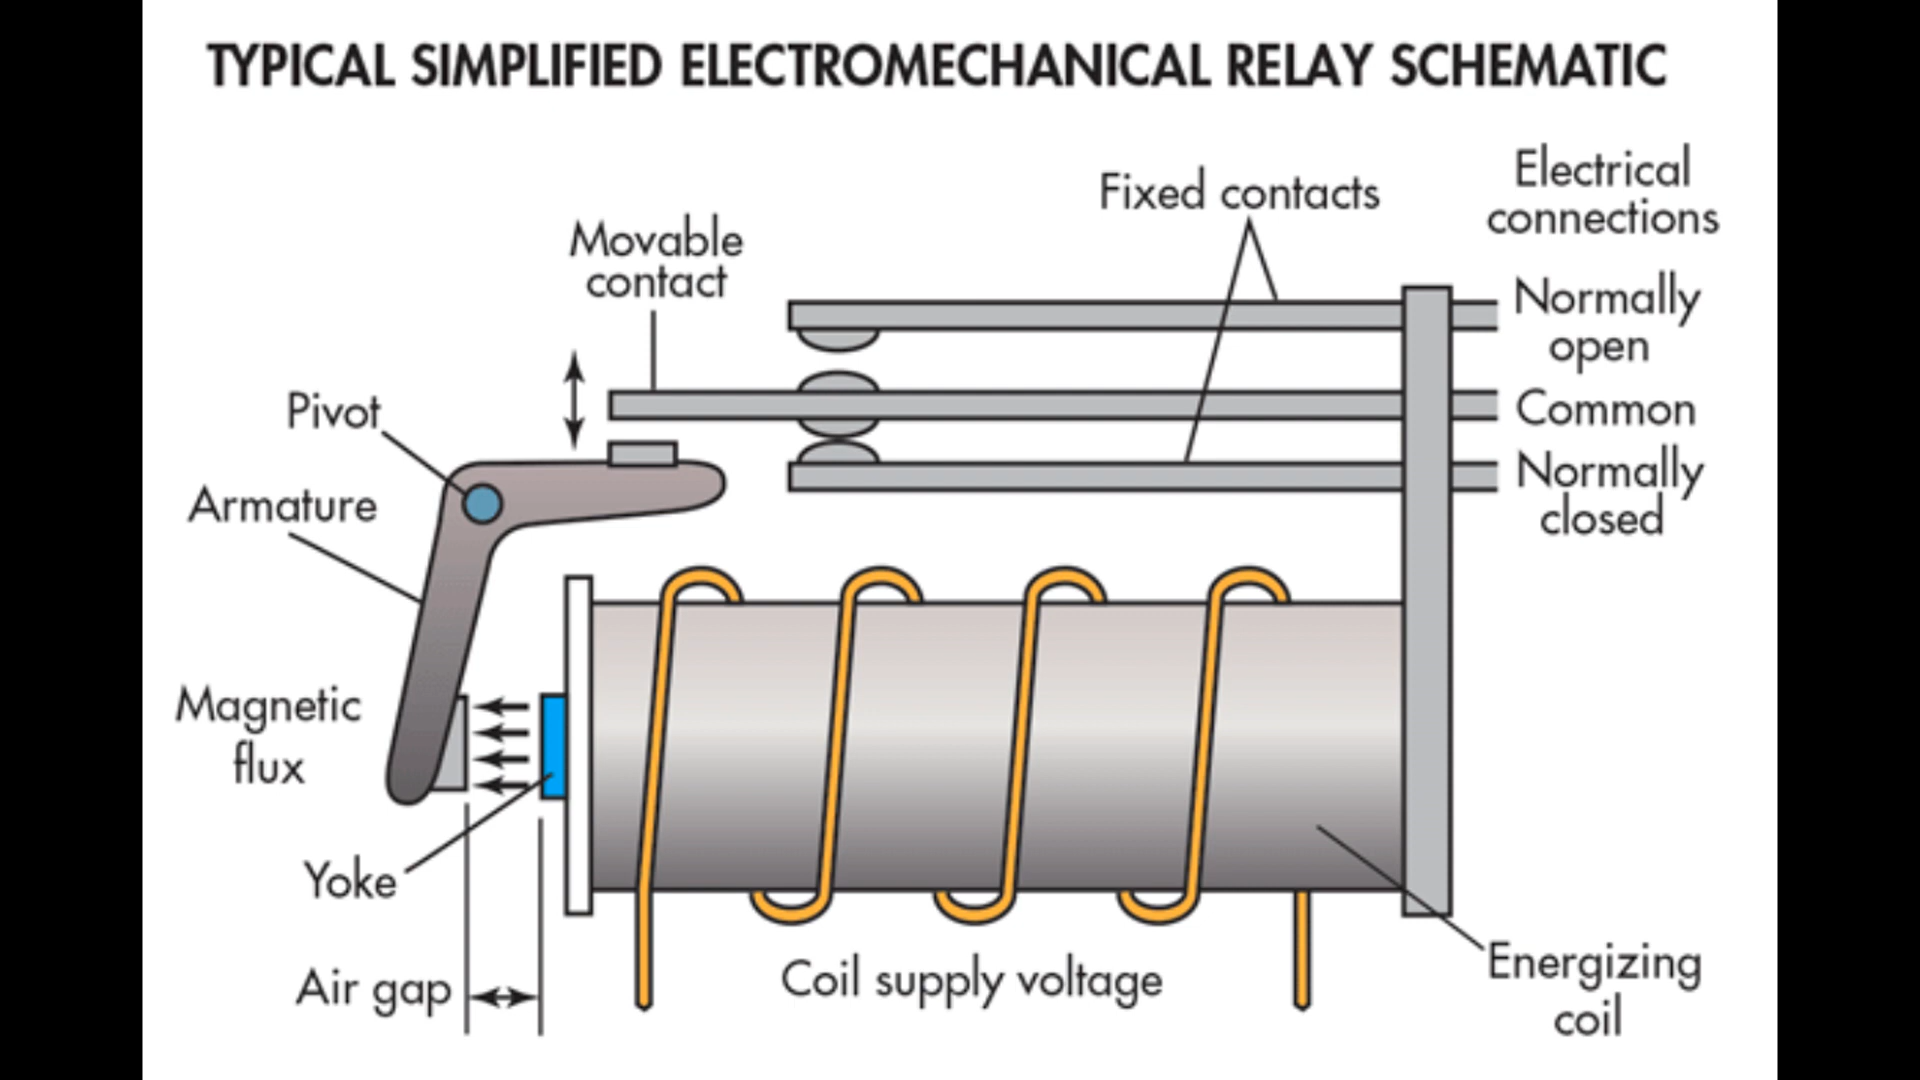 TYPICAL SIMPLIFIED ELECTROMECHANICAL RELAY SCHEMATIC
Electrical
connections
Fixed contacts
Movable
contact
Normally
open
Pivot
Common
Normally
closed
Armature
Magnetic
flux
Yoke
Air gap
Coil supply voltage
Energizing
coil